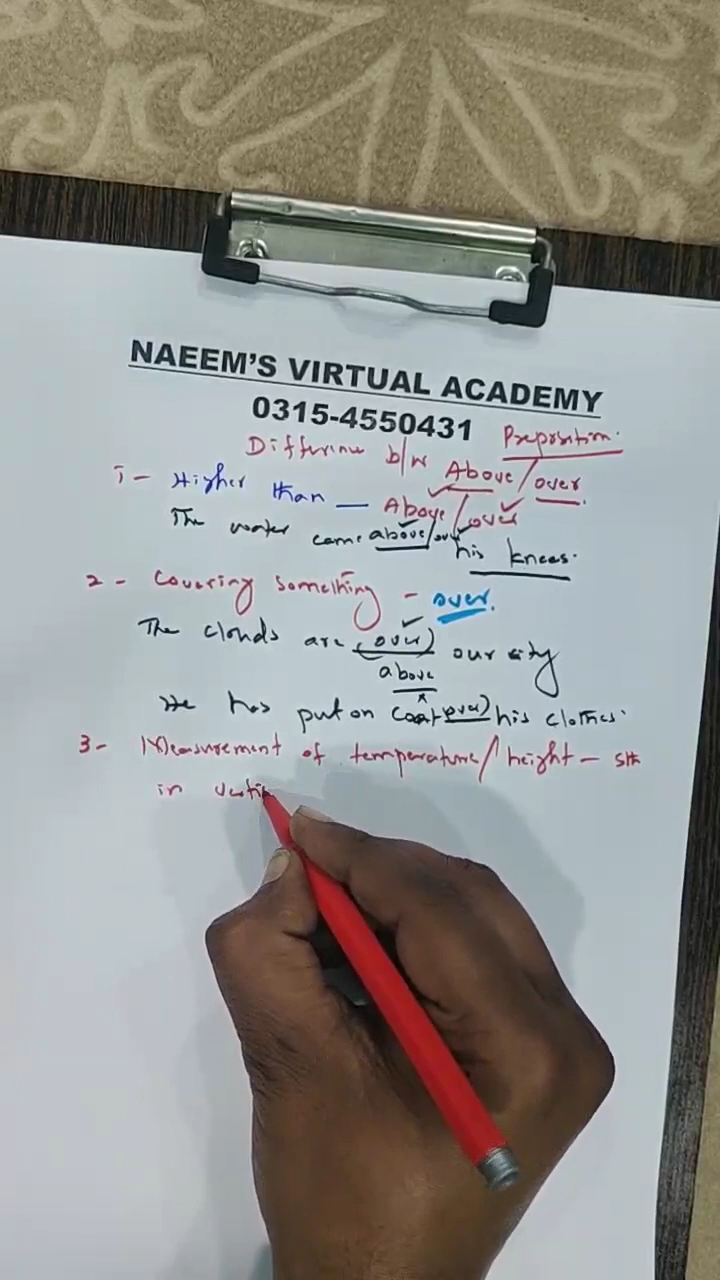 NAEEM'S VIRTUAL ACADEMY
0315-4550431
Preposition.
Difference b/w Above/over
1- Higher than — Above/over
The water came above/over his knees.
2- Covering something - over.
The clouds are (over) our city
above
x
He has put on coat (over) his clothes.
3- Measurement of temperature/height - sth
in verti